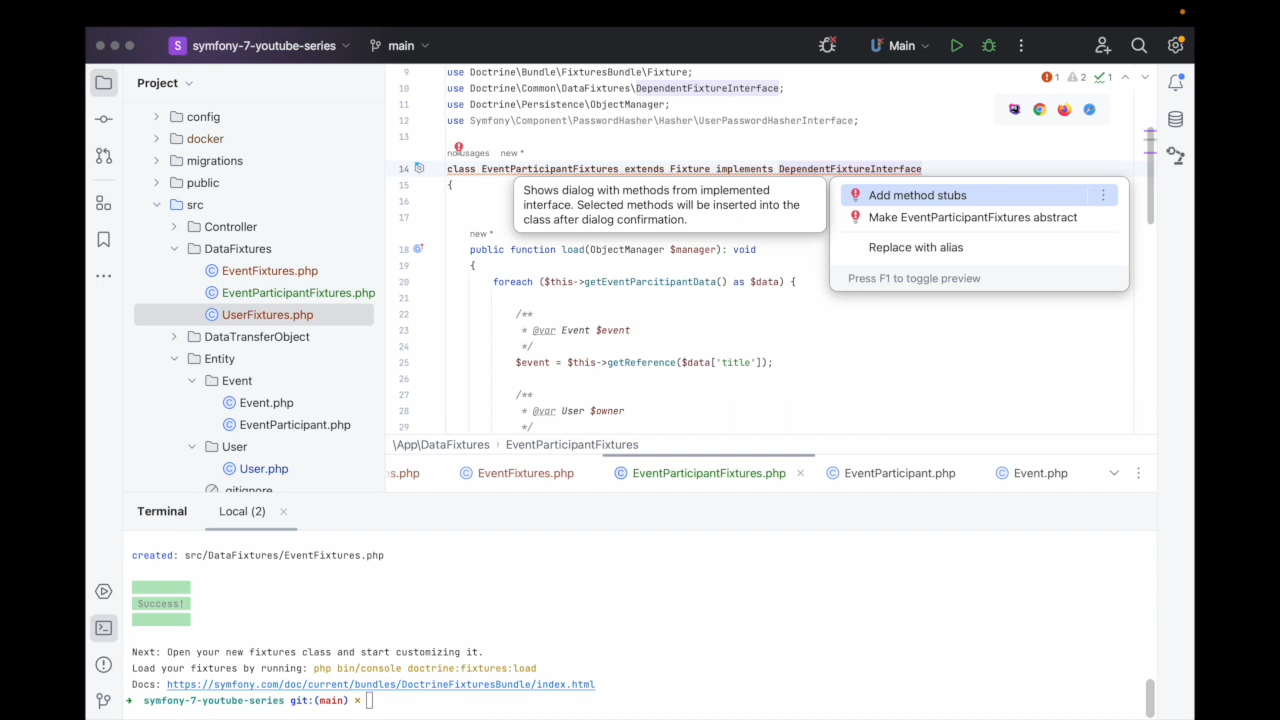 S symfony-7-youtube-series main
Main
Project
config
docker
migrations
public
src
Controller
DataFixtures
EventFixtures.php
EventParticipantFixtures.php
UserFixtures.php
DataTransferObject
Entity
Event
Event.php
EventParticipant.php
User
User.php
.gitignore
1 2 1
9 use Doctrine\Bundle\FixturesBundle\Fixture;
10 use Doctrine\Common\DataFixtures\DependentFixtureInterface;
11 use Doctrine\Persistence\ObjectManager;
12 use Symfony\Component\PasswordHasher\Hasher\UserPasswordHasherInterface;
13
no usages new *
14 class EventParticipantFixtures extends Fixture implements DependentFixtureInterface
15 {
16
17
new *
18 public function load(ObjectManager $manager): void
19 {
20 foreach ($this->getEventParcitipantData() as $data) {
21
22 /**
23 * @var Event $event
24 */
25 $event = $this->getReference($data['title']);
26
27 /**
28 * @var User $owner
29 */
Shows dialog with methods from implemented
interface. Selected methods will be inserted into the
class after dialog confirmation.
Add method stubs
Make EventParticipantFixtures abstract
Replace with alias
Press F1 to toggle preview
\App\DataFixtures › EventParticipantFixtures
s.php EventFixtures.php EventParticipantFixtures.php × EventParticipant.php Event.php
Terminal Local (2) ×
created: src/DataFixtures/EventFixtures.php
Success!
Next: Open your new fixtures class and start customizing it.
Load your fixtures by running: php bin/console doctrine:fixtures:load
Docs: https://symfony.com/doc/current/bundles/DoctrineFixturesBundle/index.html
→ symfony-7-youtube-series git:(main) ×